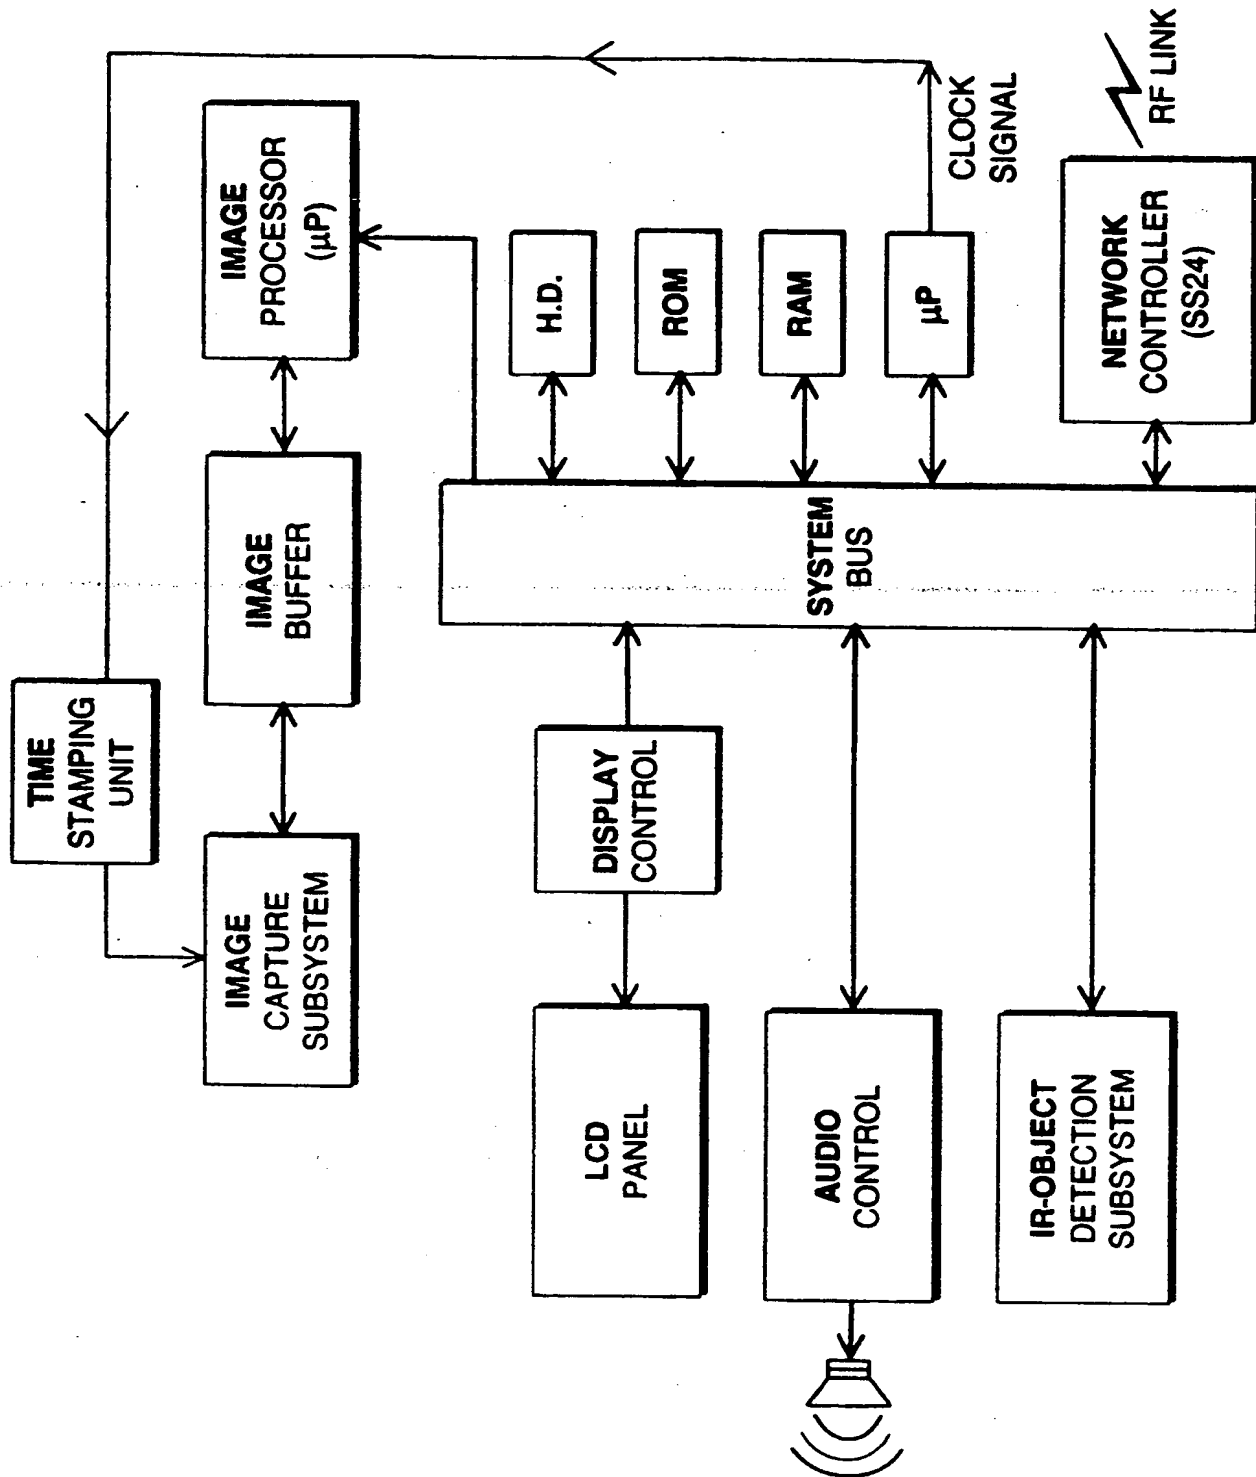 TIME
STAMPING
UNIT
IMAGE
CAPTURE
SUBSYSTEM
IMAGE
BUFFER
IMAGE
PROCESSOR
(μP)
LCD
PANEL
DISPLAY
CONTROL
H.D.
ROM
RAM
μP
CLOCK
SIGNAL
AUDIO
CONTROL
SYSTEM
BUS
IR-OBJECT
DETECTION
SUBSYSTEM
NETWORK
CONTROLLER
(SS24)
RF LINK